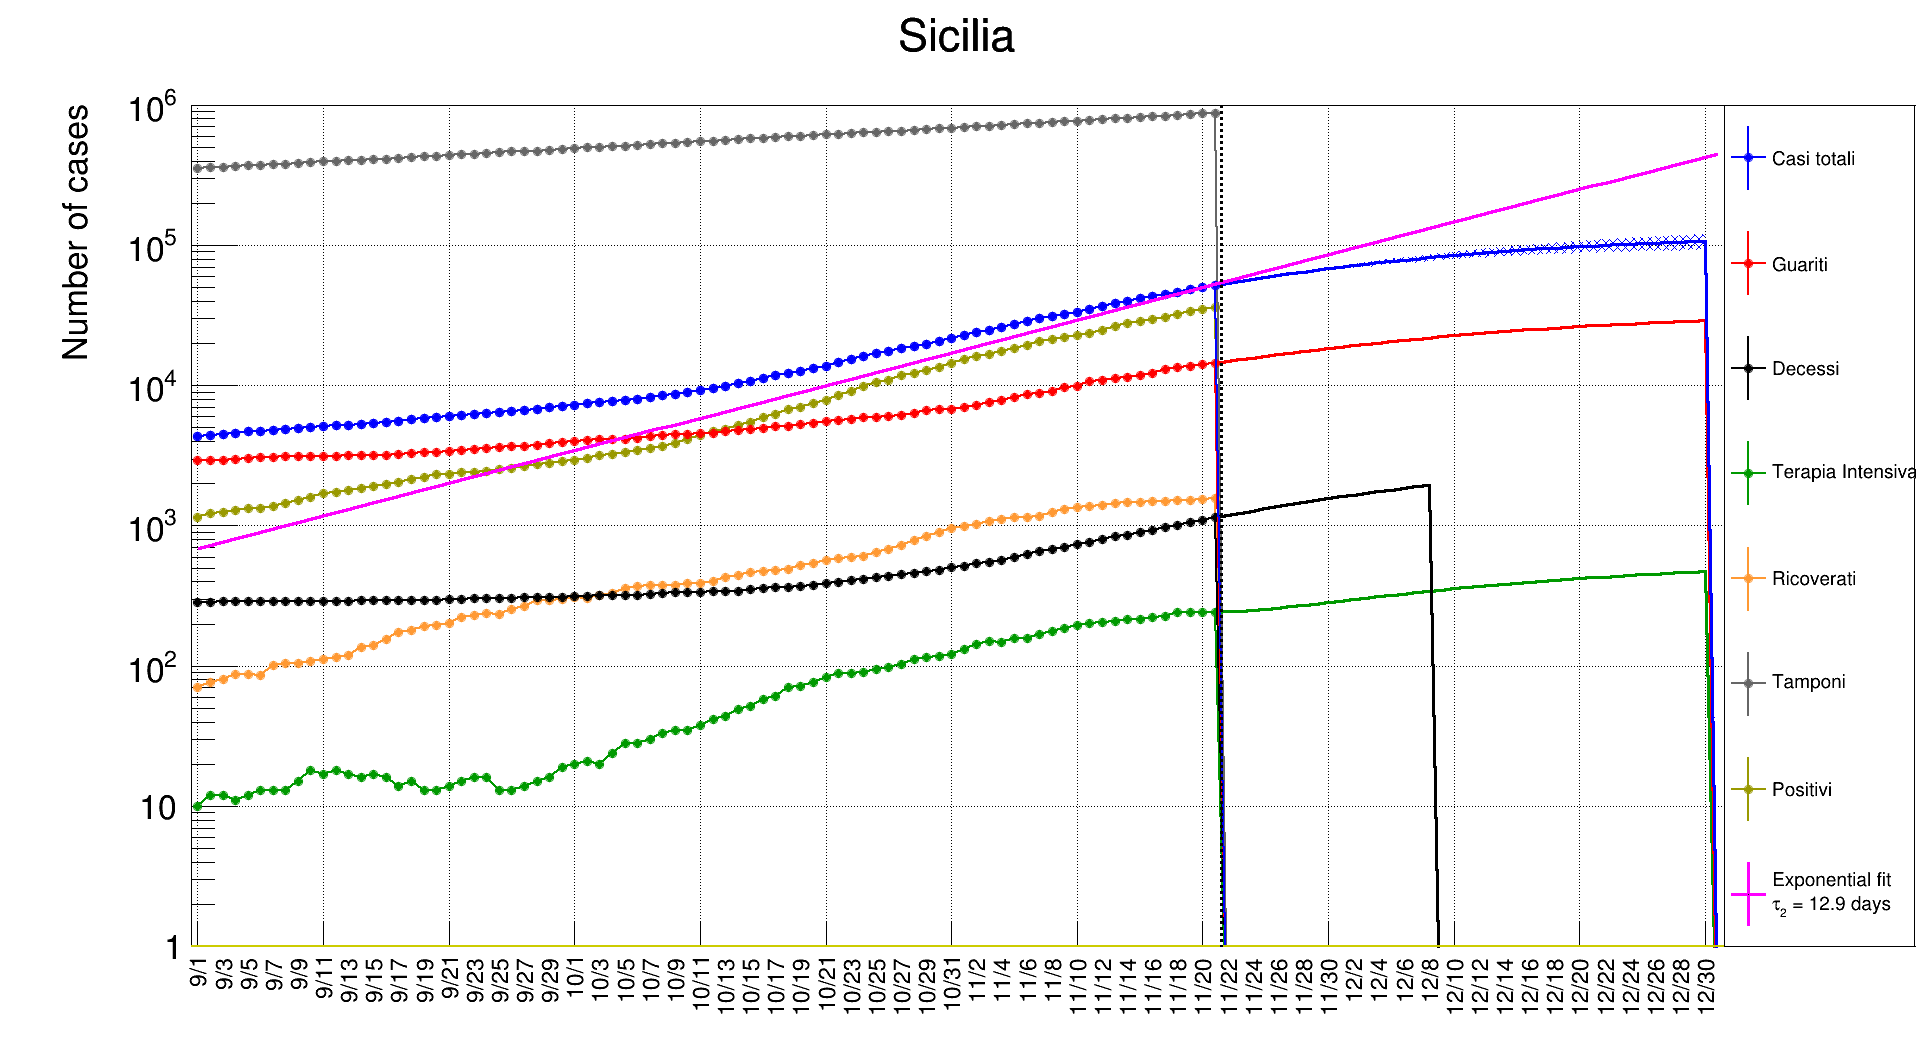 Sicilia
Number of cases
10^6
10^5
10^4
10^3
10^2
10
1
9/1 9/3 9/5 9/7 9/9 9/11 9/13 9/15 9/17 9/19 9/21 9/23 9/25 9/27 9/29 10/1 10/3 10/5 10/7 10/9 10/11 10/13 10/15 10/17 10/19 10/21 10/23 10/25 10/27 10/29 10/31 11/2 11/4 11/6 11/8 11/10 11/12 11/14 11/16 11/18 11/20 11/22 11/24 11/26 11/28 11/30 12/2 12/4 12/6 12/8 12/10 12/12 12/14 12/16 12/18 12/20 12/22 12/24 12/26 12/28 12/30
Casi totali
Guariti
Decessi
Terapia Intensiva
Ricoverati
Tamponi
Positivi
Exponential fit
τ₂ = 12.9 days